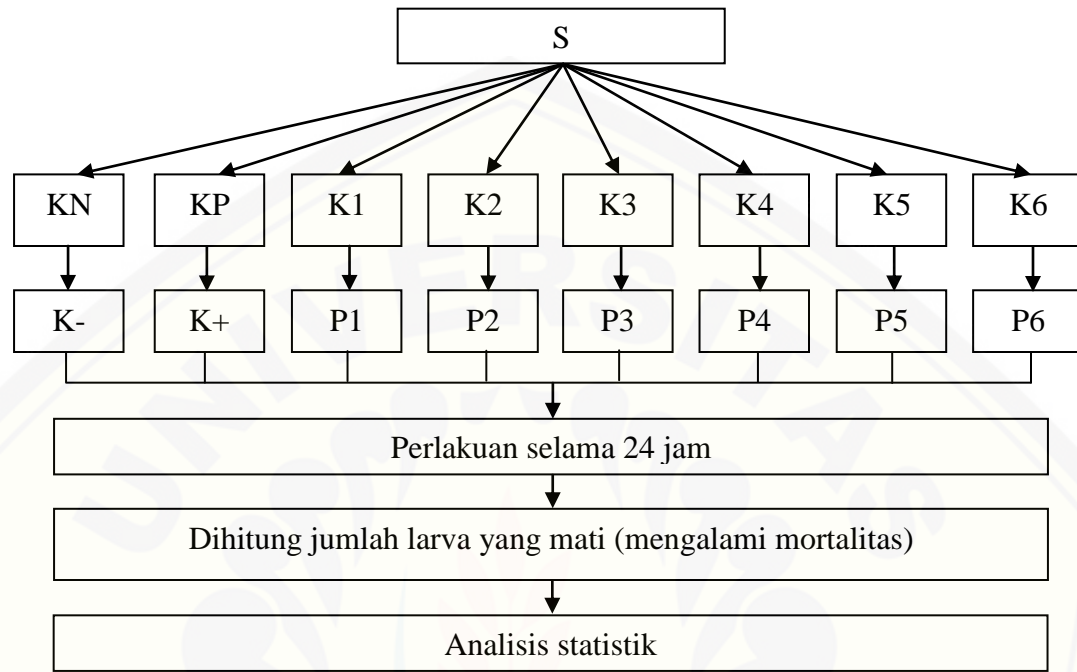 S
KN KP K1 K2 K3 K4 K5 K6
K- K+ P1 P2 P3 P4 P5 P6
Perlakuan selama 24 jam
Dihitung jumlah larva yang mati (mengalami mortalitas)
Analisis statistik
UNIVERSITAS